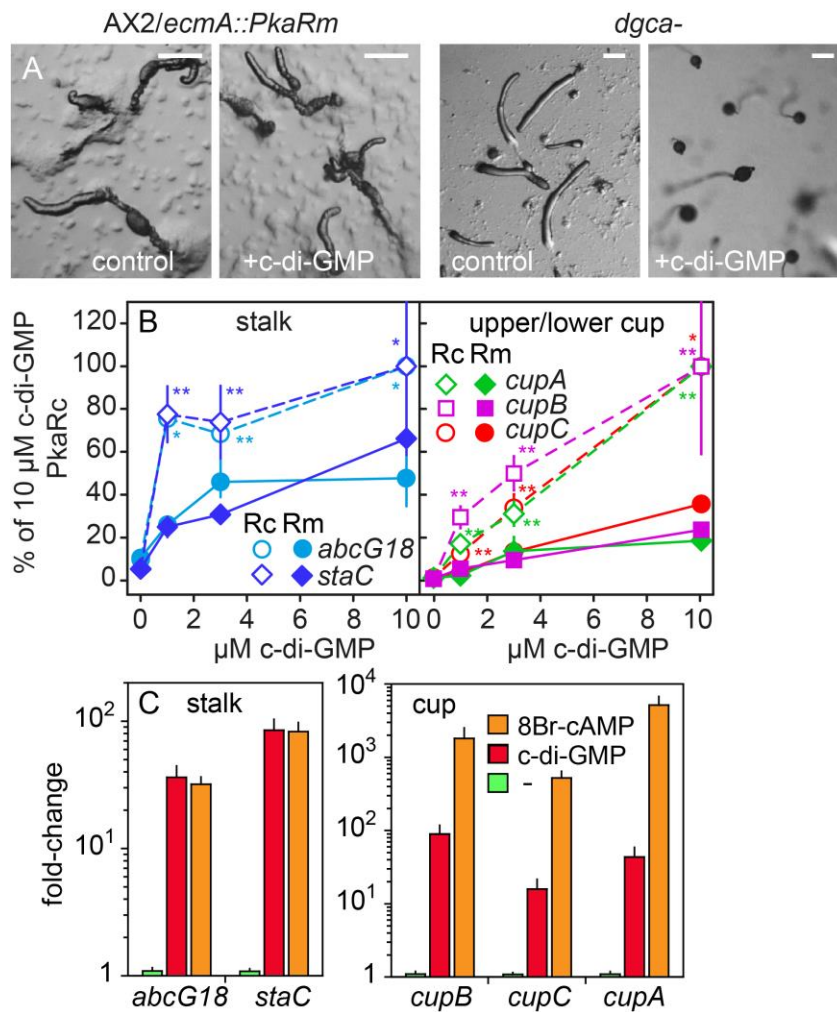 AX2/ecmA::PkaRm
dgca-
A
control
+c-di-GMP
control
+c-di-GMP
B
stalk
upper/lower cup
% of 10 µM c-di-GMP
PkaRc
120
100
80
60
40
20
0
Rc Rm
abcG18
staC
Rc Rm
cupA
cupB
cupC
*
**
**
*
**
*
**
**
**
**
**
**
**
*
**
**
0 2 4 6 8 10
0 2 4 6 8 10
µM c-di-GMP
µM c-di-GMP
C
stalk
cup
fold-change
10²
10
1
10⁴
10³
10²
10
1
8Br-cAMP
c-di-GMP
-
abcG18
staC
cupB
cupC
cupA